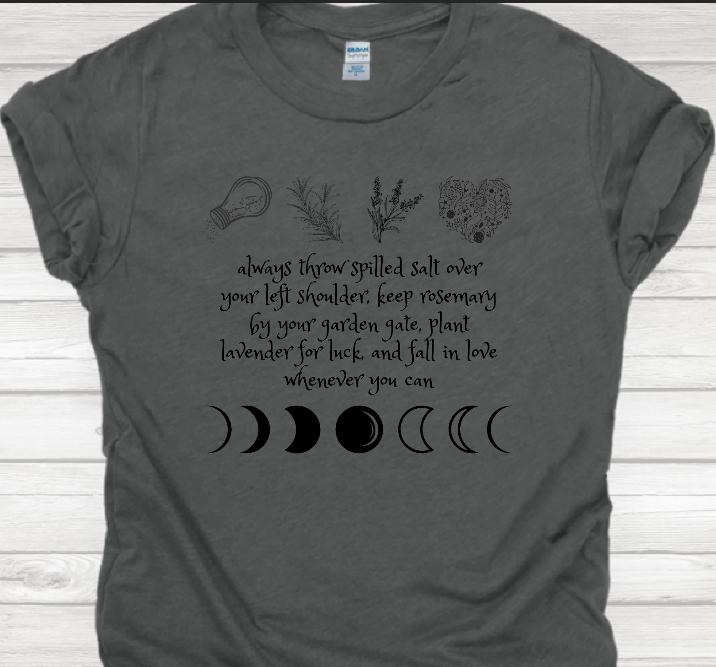 GILDAN
always throw spilled salt over
your left shoulder, keep rosemary
by your garden gate, plant
lavender for luck, and fall in love
whenever you can